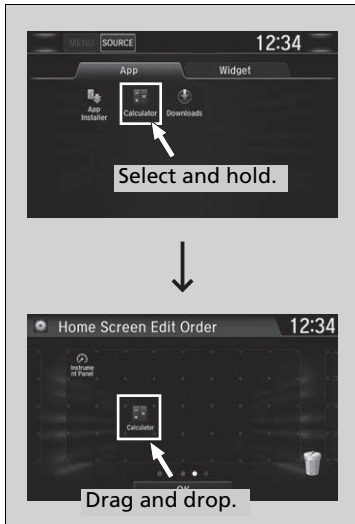 MENU SOURCE 12:34
App Widget
App Installer
Calculator
Downloads
Select and hold.
Home Screen Edit Order 12:34
Instrume
nt Panel
Calculator
OK
Drag and drop.